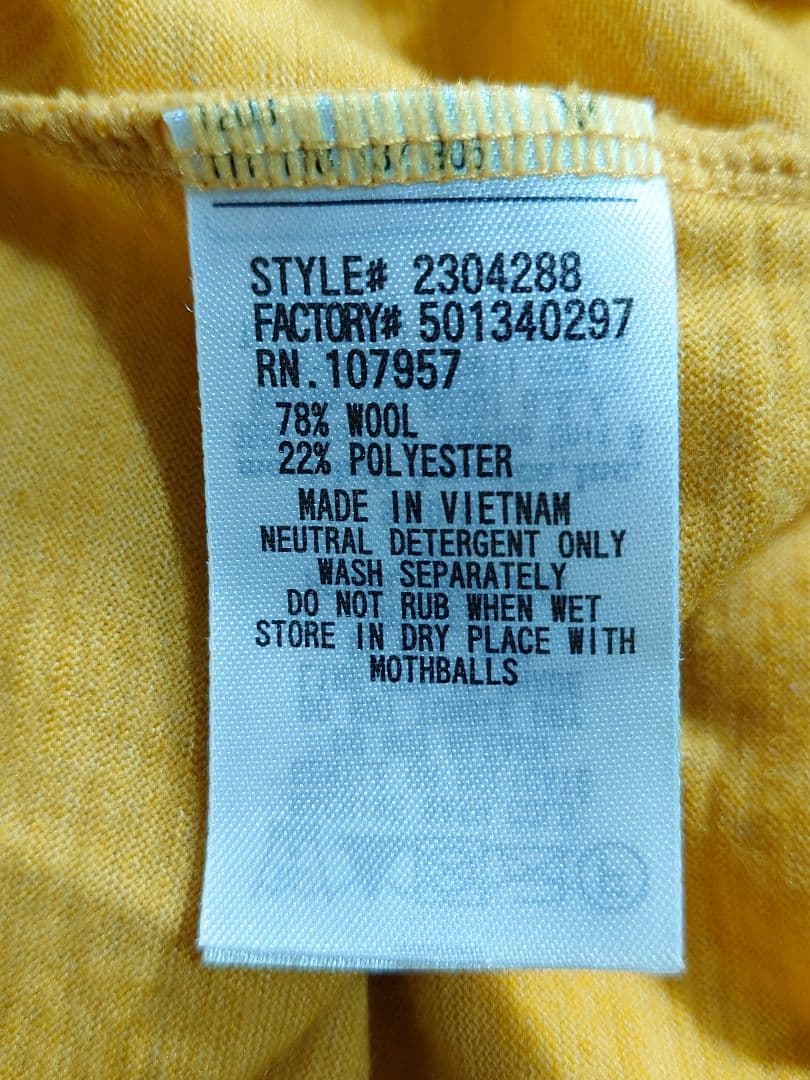 STYLE# 2304288
FACTORY# 501340297
RN.107957
78% WOOL
22% POLYESTER
MADE IN VIETNAM
NEUTRAL DETERGENT ONLY
WASH SEPARATELY
DO NOT RUB WHEN WET
STORE IN DRY PLACE WITH
MOTHBALLS